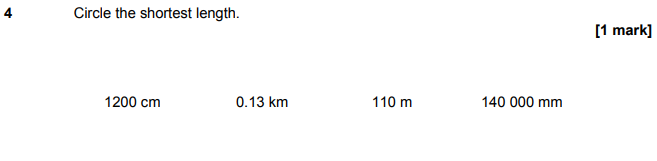 4 Circle the shortest length.
[1 mark]
1200 cm 0.13 km 110 m 140 000 mm